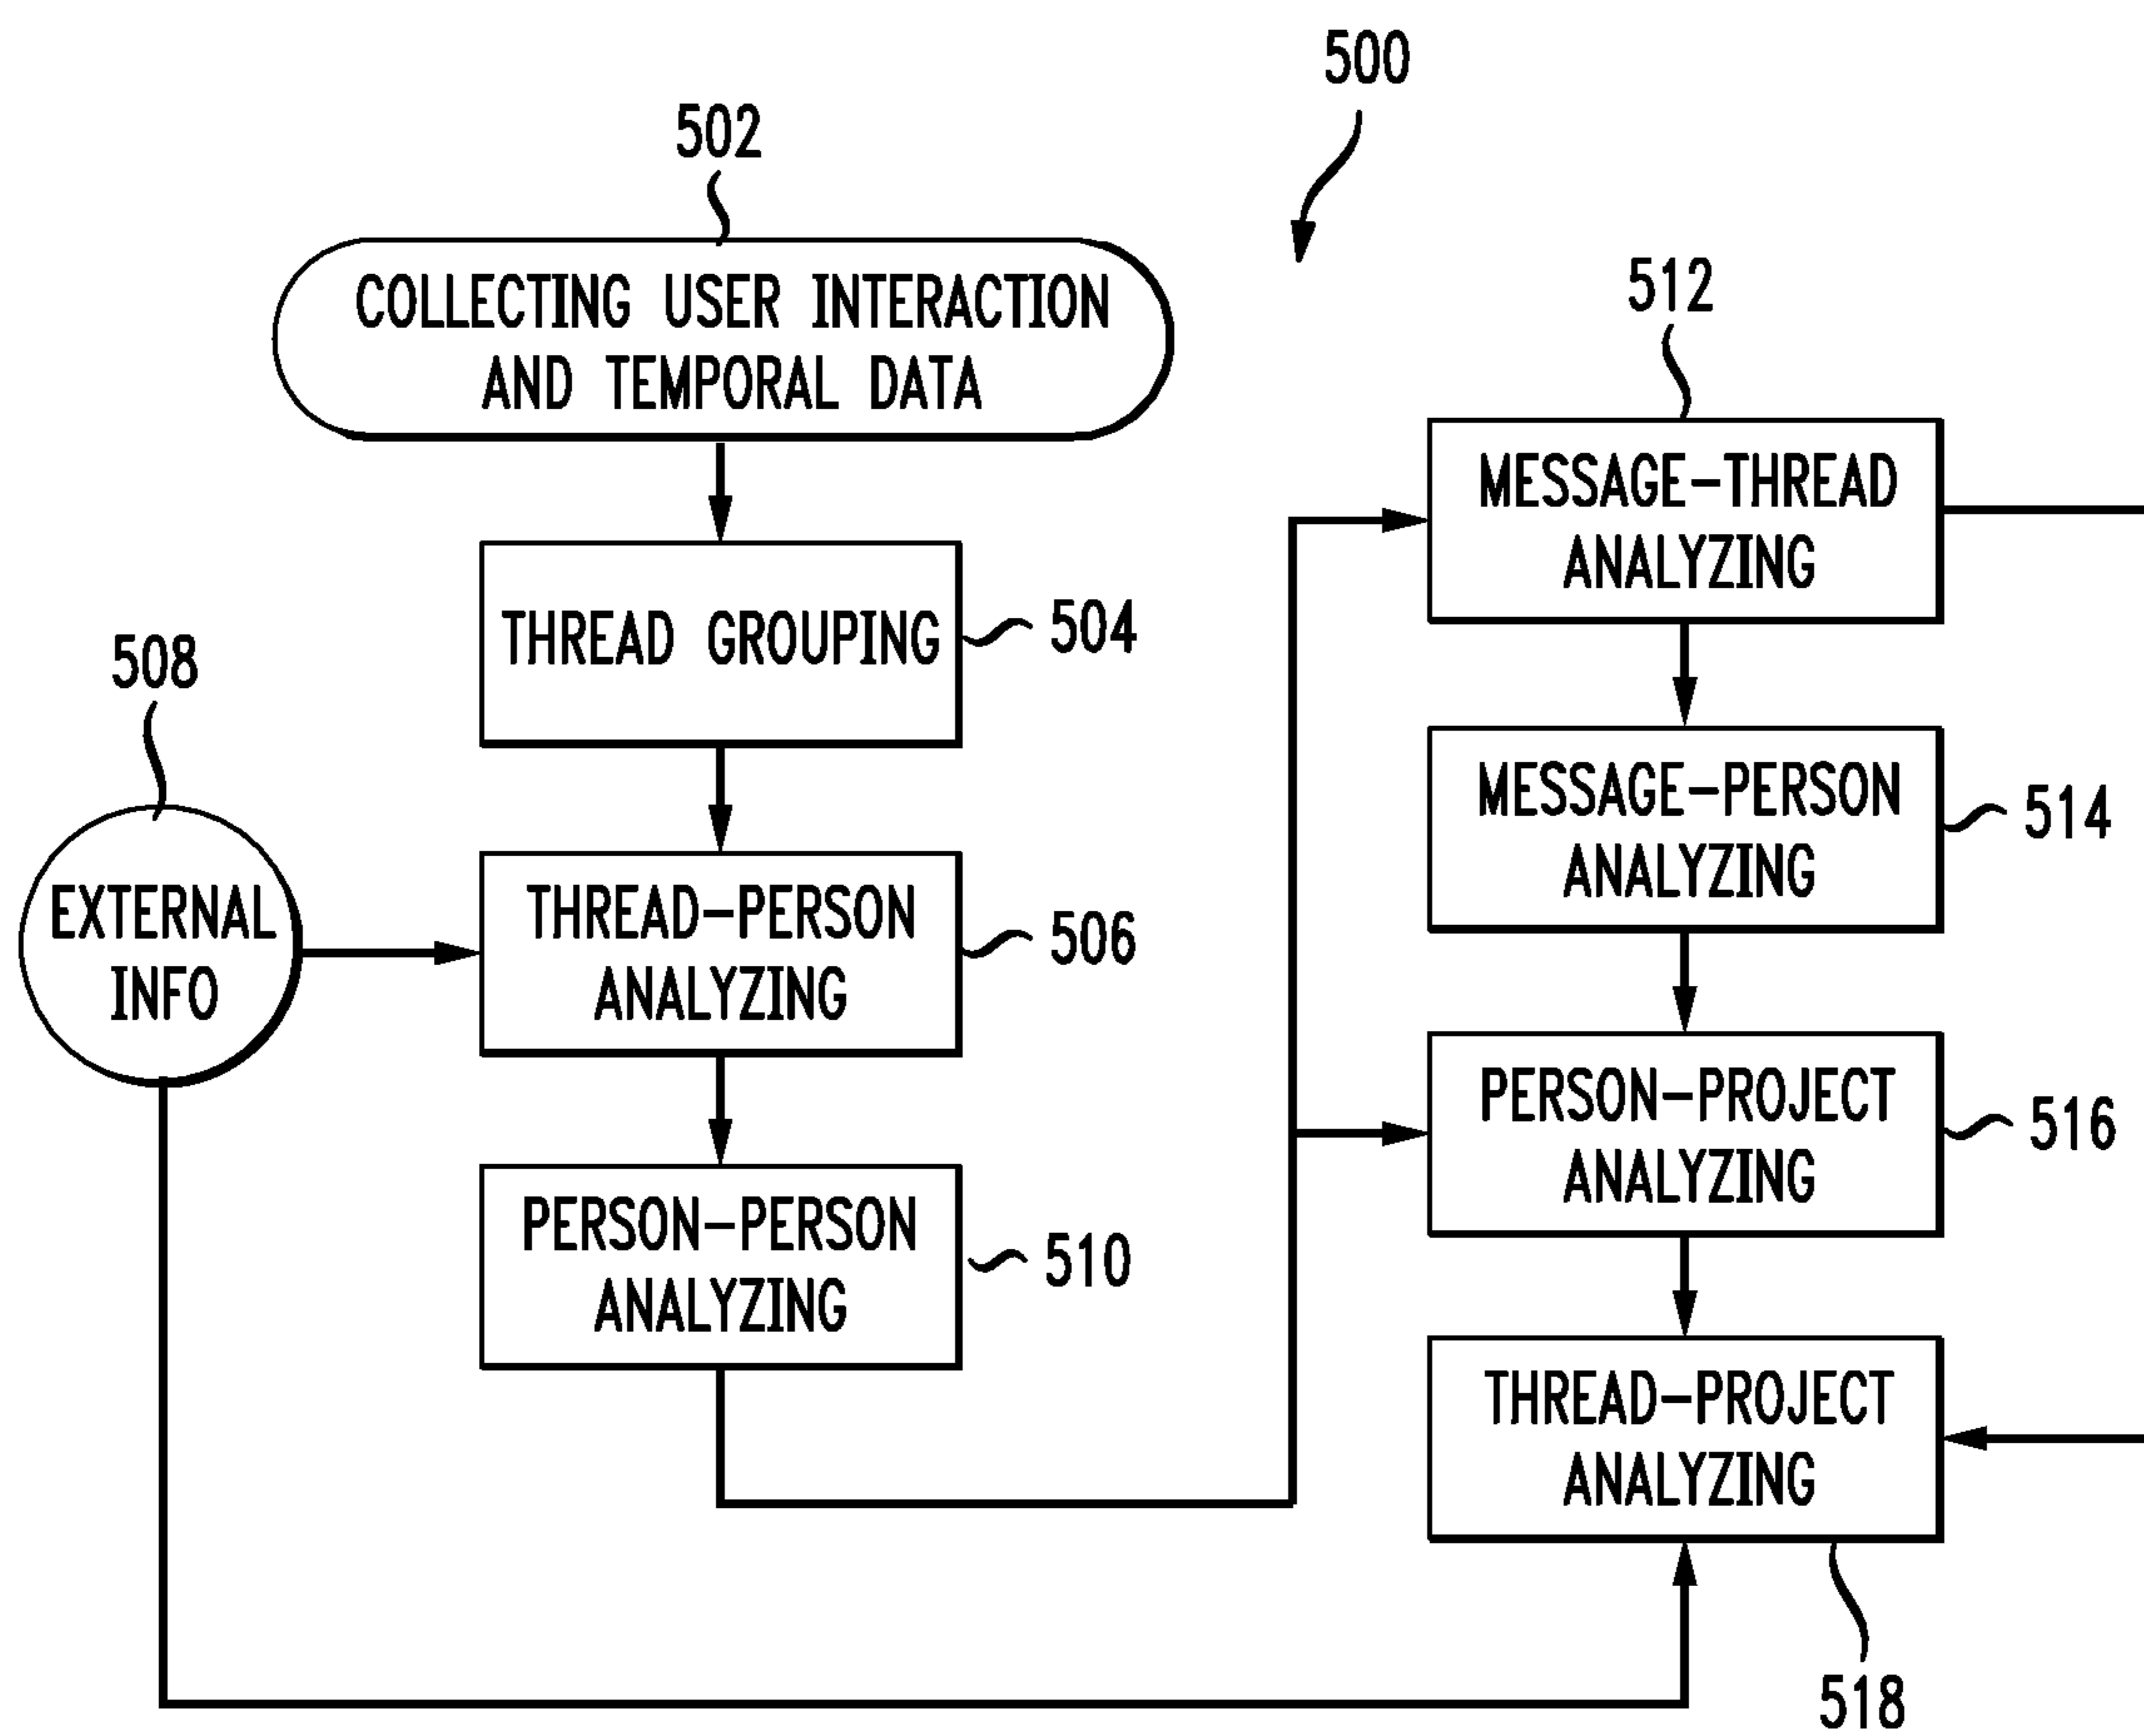 500
502
COLLECTING USER INTERACTION
AND TEMPORAL DATA
THREAD GROUPING
504
508
EXTERNAL
INFO
THREAD-PERSON
ANALYZING
506
PERSON-PERSON
ANALYZING
510
512
MESSAGE-THREAD
ANALYZING
MESSAGE-PERSON
ANALYZING
514
PERSON-PROJECT
ANALYZING
516
THREAD-PROJECT
ANALYZING
518